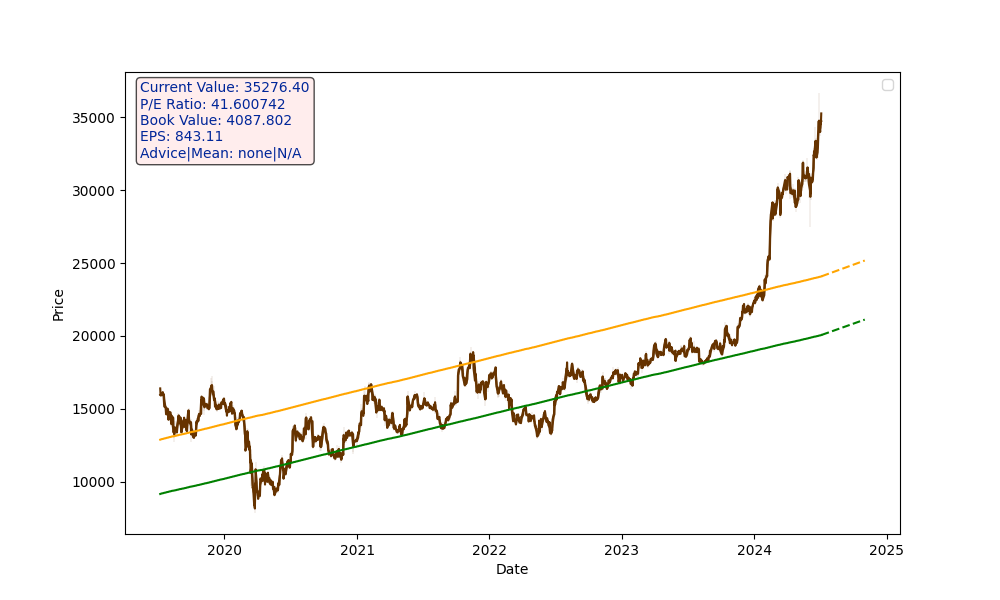 Current Value: 35276.40
P/E Ratio: 41.600742
Book Value: 4087.802
EPS: 843.11
Advice|Mean: none|N/A
35000
30000
25000
20000
15000
10000
Price
2020 2021 2022 2023 2024 2025
Date